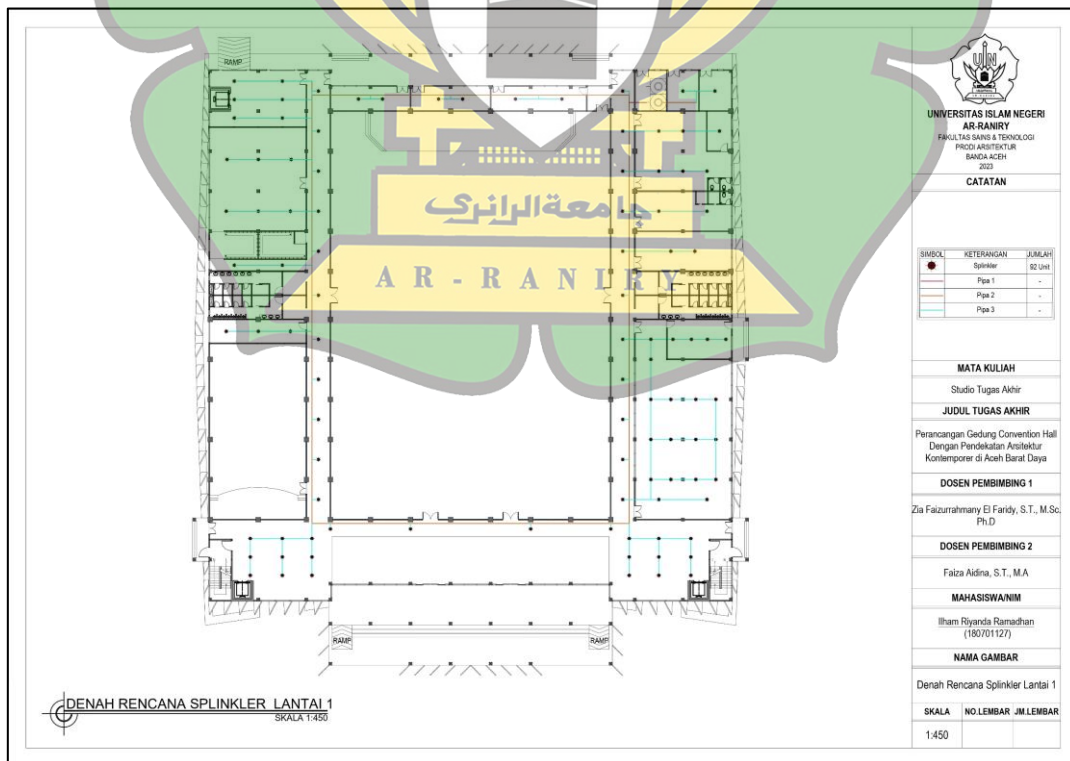 RAMP
جامعة الرانري
AR-RANIRY
RAMP
RAMP
DENAH RENCANA SPLINKLER LANTAI 1
SKALA 1:450
UIN
UNIVERSITAS ISLAM NEGERI
AR-RANIRY
FAKULTAS SAINS & TEKNOLOGI
PRODI ARSITEKTUR
BANDA ACEH
2023
CATATAN
SIMBOL KETERANGAN JUMLAH
Splinkler 92 Unit
Pipa 1 -
Pipa 2 -
Pipa 3 -
MATA KULIAH
Studio Tugas Akhir
JUDUL TUGAS AKHIR
Perancangan Gedung Convention Hall
Dengan Pendekatan Arsitektur
Kontemporer di Aceh Barat Daya
DOSEN PEMBIMBING 1
Zia Faizurrahmany El Faridy, S.T., M.Sc.
Ph.D
DOSEN PEMBIMBING 2
Faiza Aidina, S.T., M.A
MAHASISWA/NIM
Ilham Riyanda Ramadhan
(180701127)
NAMA GAMBAR
Denah Rencana Splinkler Lantai 1
SKALA NO.LEMBAR JM.LEMBAR
1:450